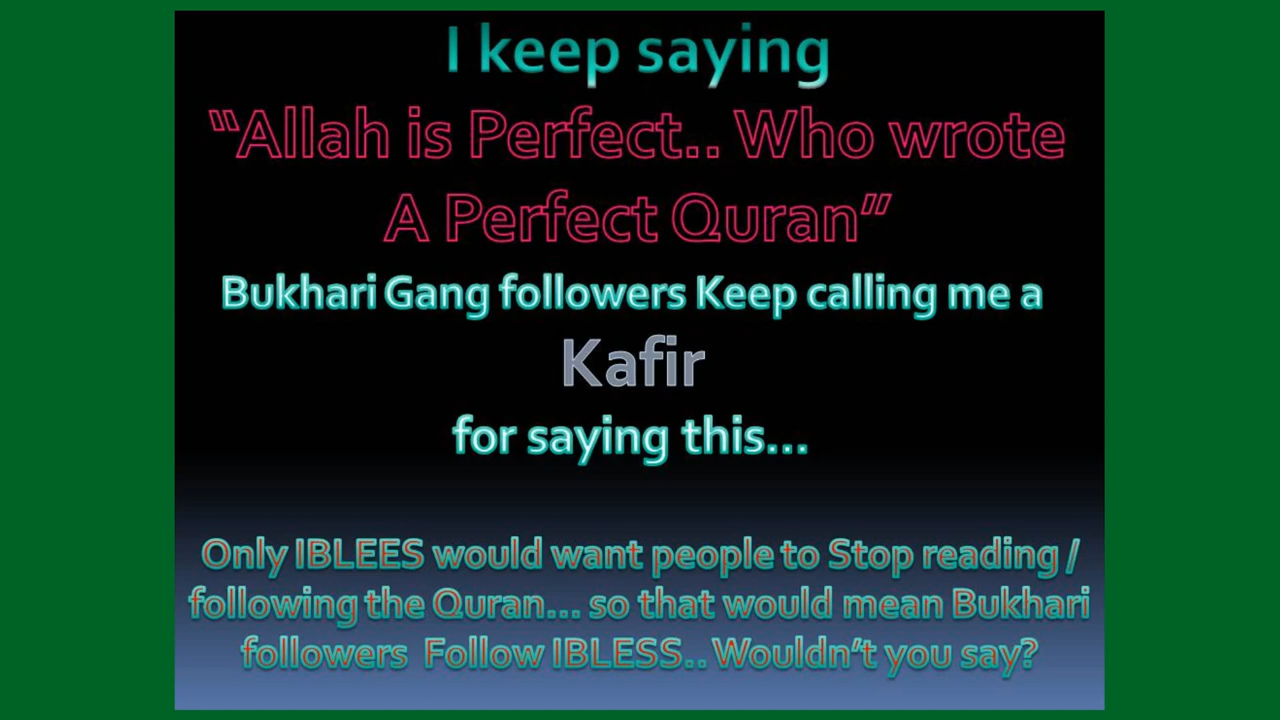 I keep saying
“Allah is Perfect.. Who wrote
A Perfect Quran”
Bukhari Gang followers Keep calling me a
Kafir
for saying this...
Only IBLEES would want people to Stop reading /
following the Quran... so that would mean Bukhari
followers Follow IBLESS.. Wouldn’t you say?